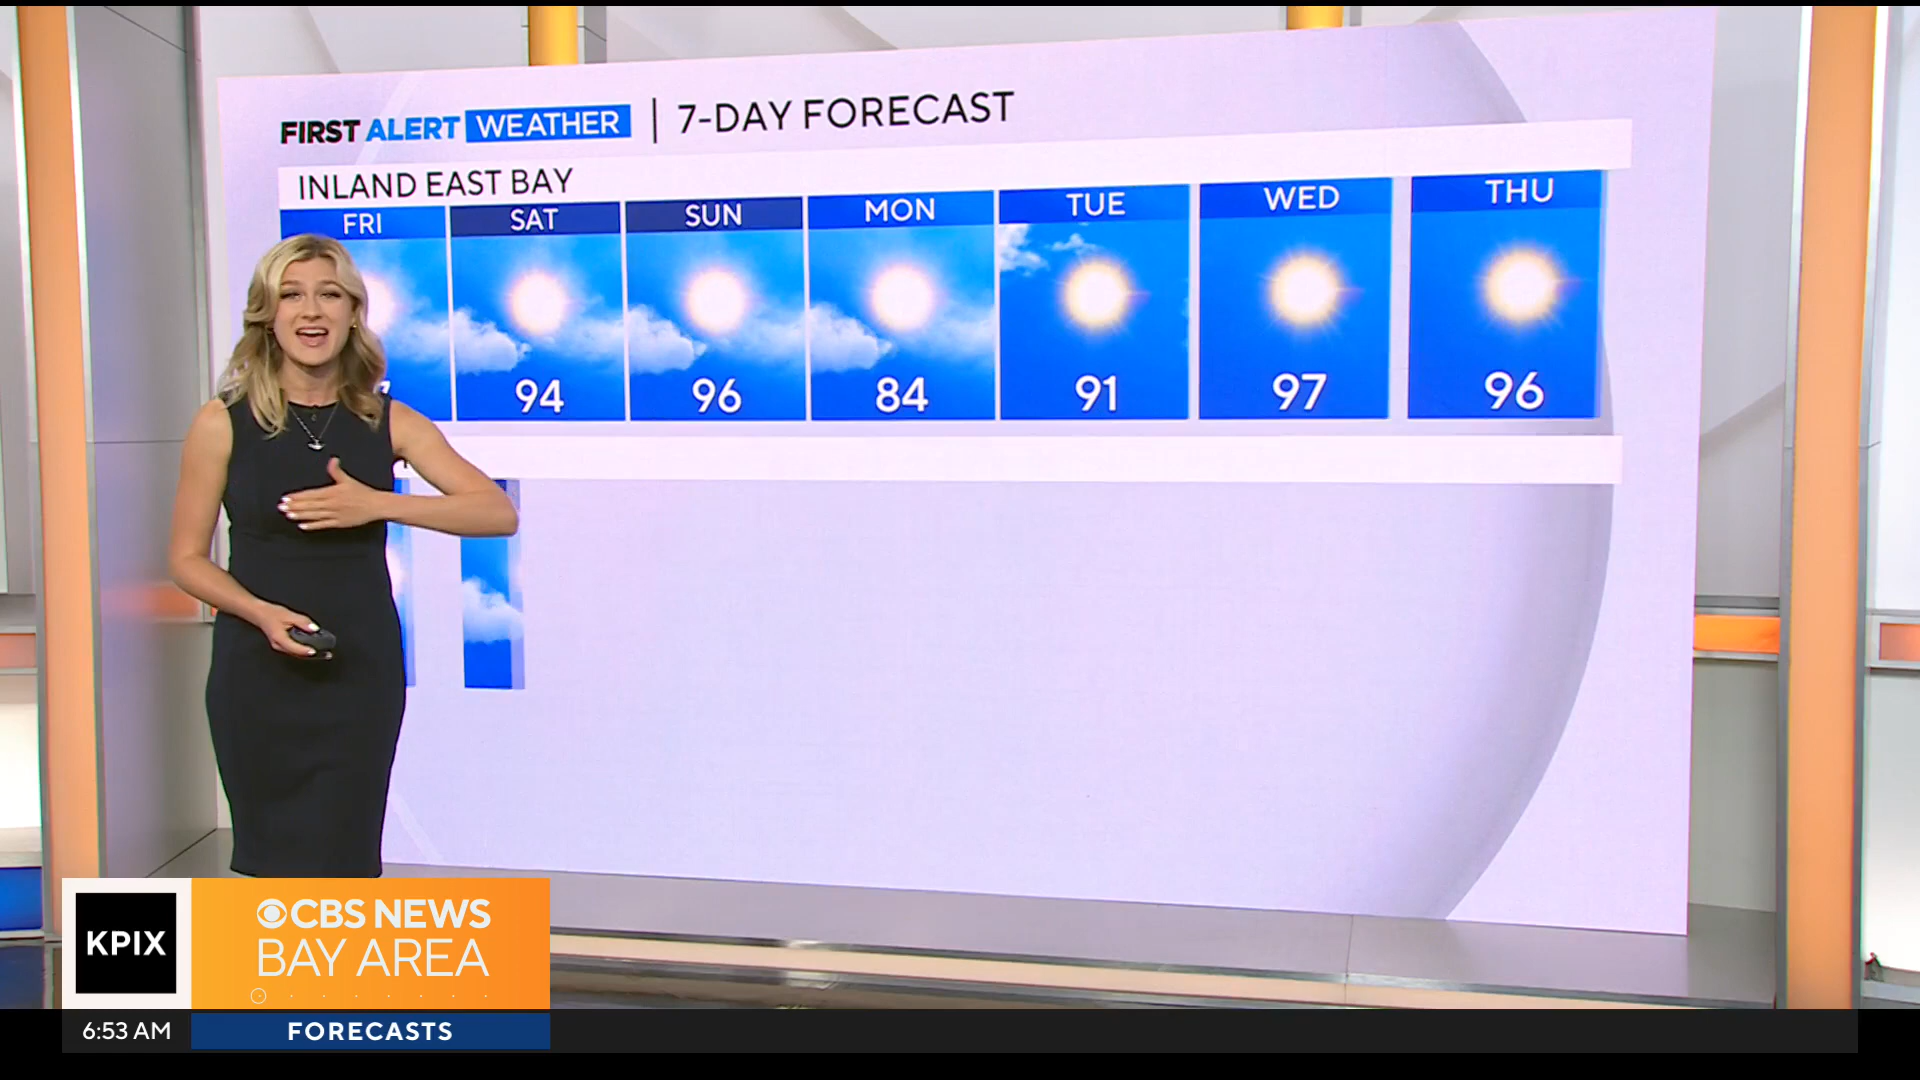 FIRST ALERT WEATHER | 7-DAY FORECAST
INLAND EAST BAY
FRI SAT SUN MON TUE WED THU
94 96 84 91 97 96
KPIX
CBS NEWS
BAY AREA
6:53 AM FORECASTS